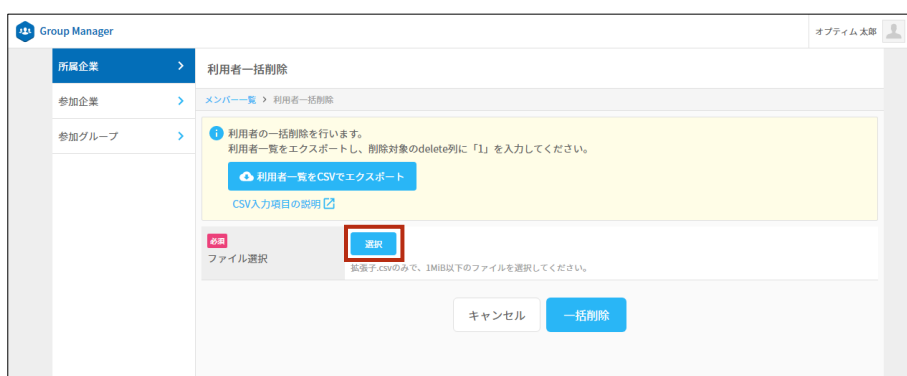 Group Manager
オプティム 太郎
所属企業
参加企業
参加グループ
利用者一括削除
メンバー一覧 > 利用者一括削除
利用者の一括削除を行います。
利用者一覧をエクスポートし、削除対象のdelete列に「1」を入力してください。
利用者一覧をCSVでエクスポート
CSV入力項目の説明
必須
ファイル選択
選択
拡張子.csvのみで、1MiB以下のファイルを選択してください。
キャンセル
一括削除